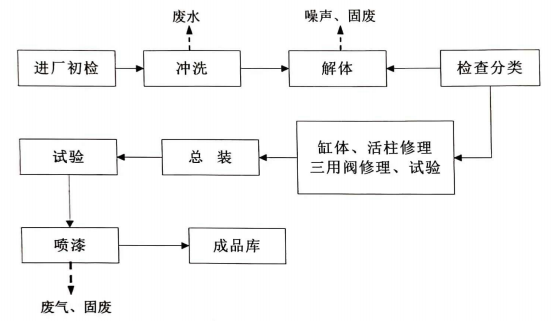 废水
噪声、固废
进厂初检
冲洗
解体
检查分类
试验
总装
缸体、活柱修理
三用阀修理、试验
喷漆
成品库
废气、固废